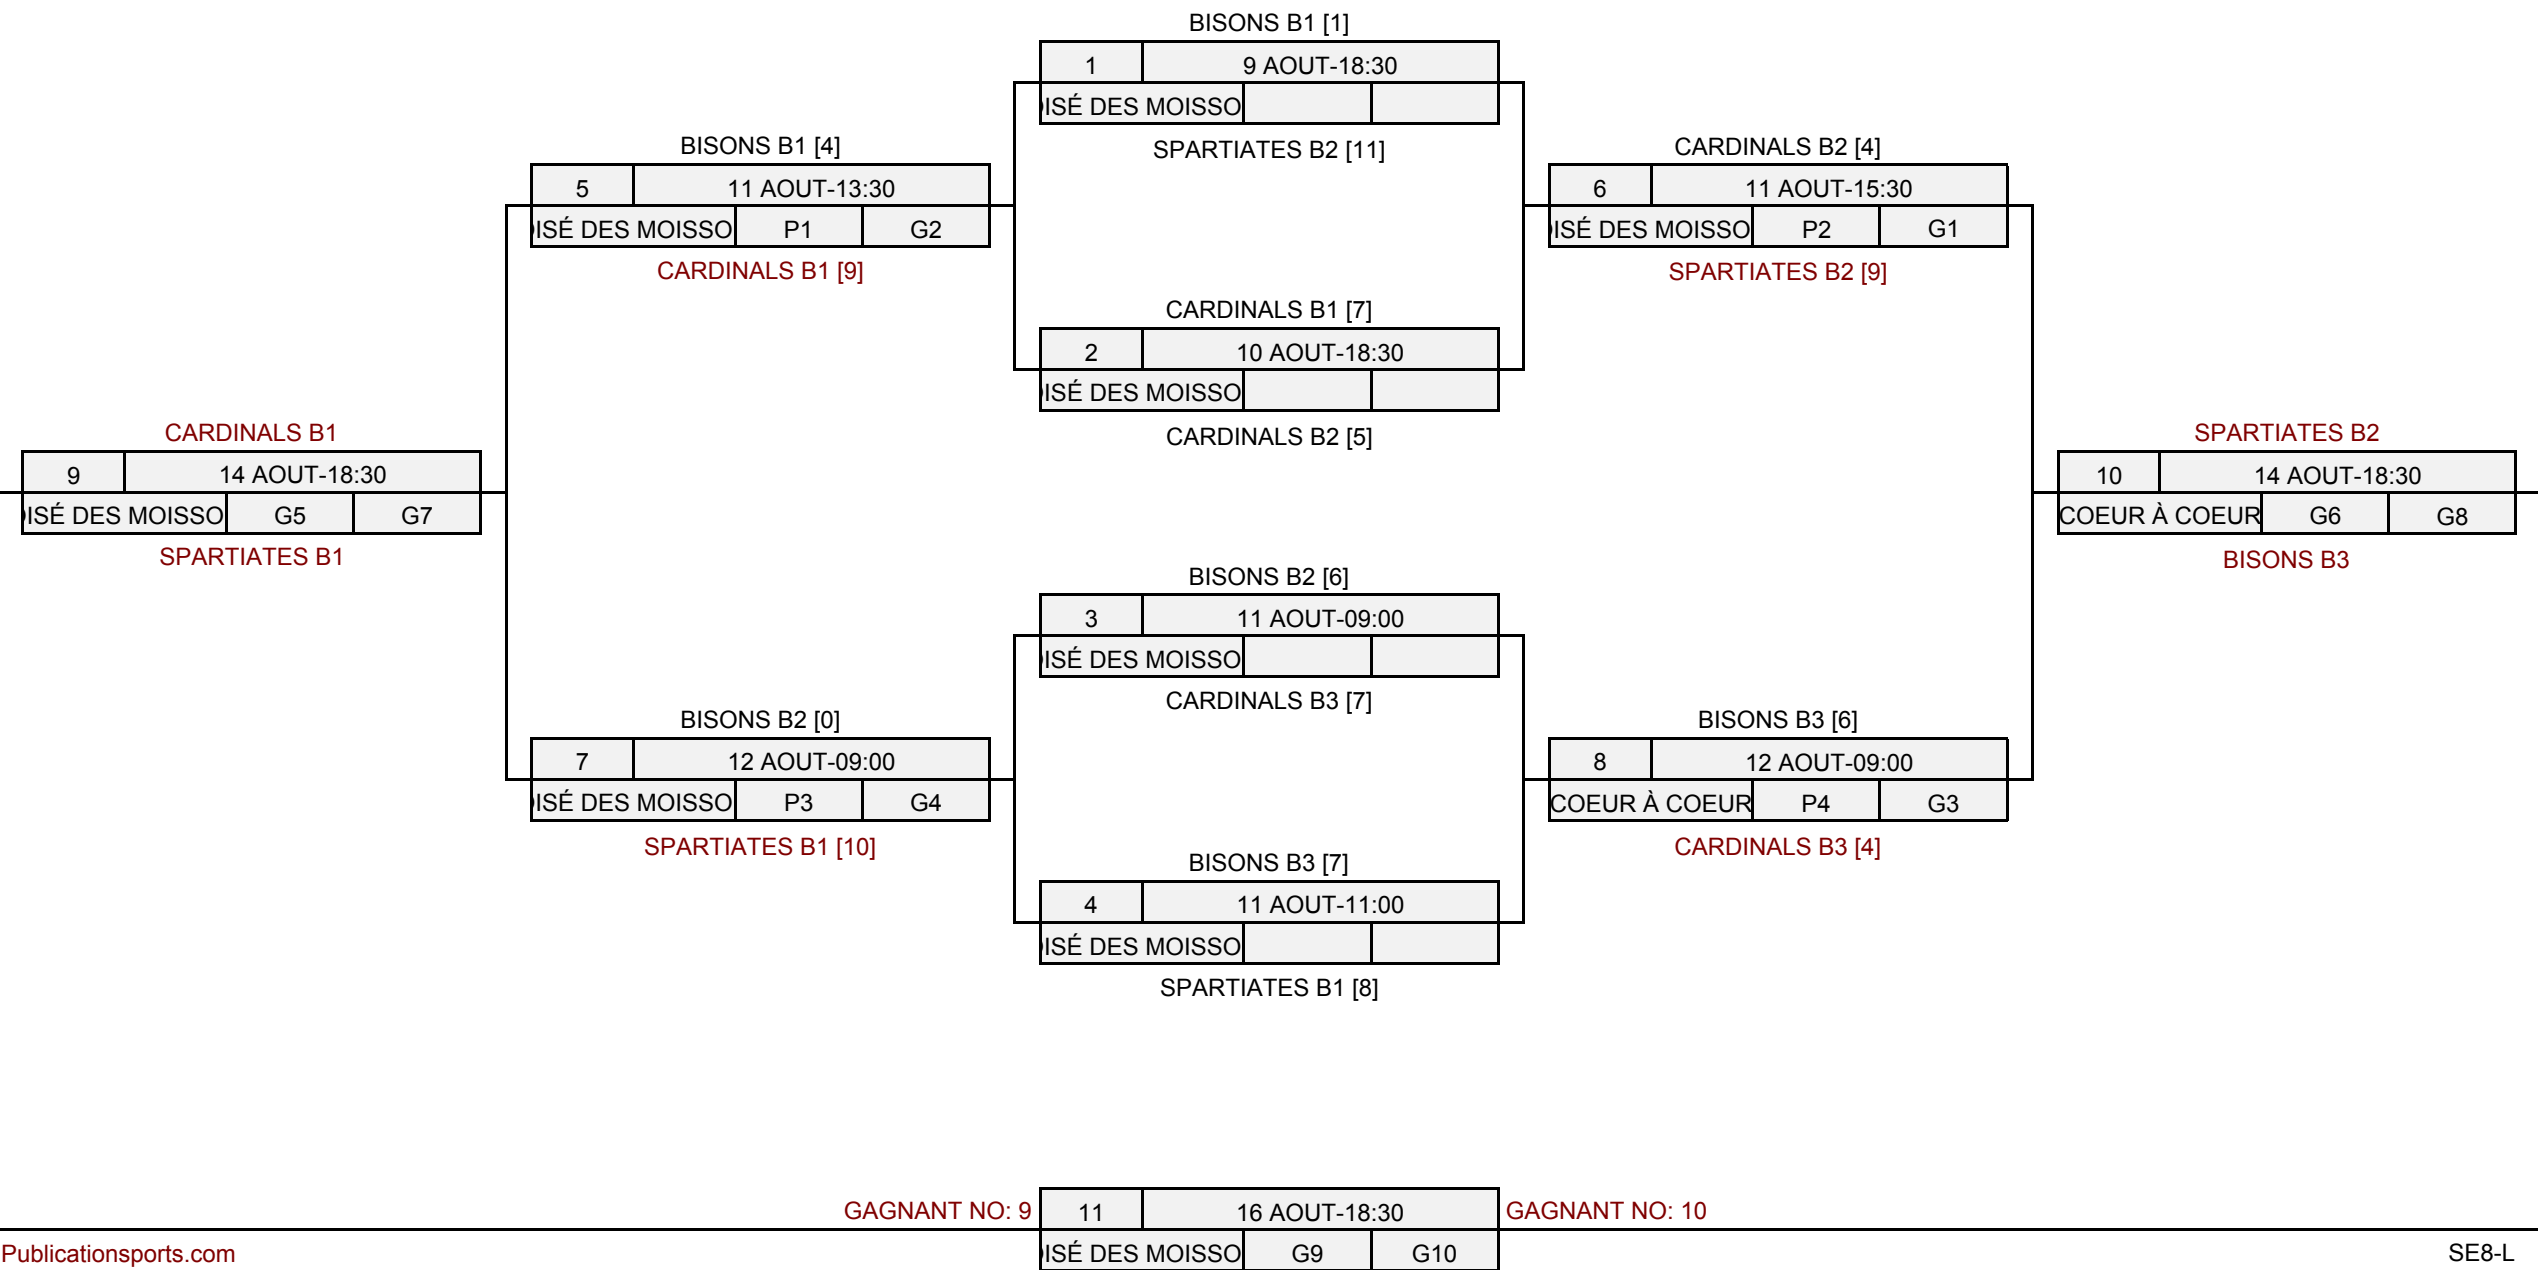 BISONS B1 [1]
1 9 AOUT-18:30
ISÉ DES MOISSO
SPARTIATES B2 [11]
BISONS B1 [4]
5 11 AOUT-13:30
ISÉ DES MOISSO P1 G2
CARDINALS B1 [9]
CARDINALS B2 [4]
6 11 AOUT-15:30
ISÉ DES MOISSO P2 G1
SPARTIATES B2 [9]
CARDINALS B1 [7]
2 10 AOUT-18:30
ISÉ DES MOISSO
CARDINALS B2 [5]
CARDINALS B1
9 14 AOUT-18:30
ISÉ DES MOISSO G5 G7
SPARTIATES B1
SPARTIATES B2
10 14 AOUT-18:30
COEUR À COEUR G6 G8
BISONS B3
BISONS B2 [6]
3 11 AOUT-09:00
ISÉ DES MOISSO
CARDINALS B3 [7]
BISONS B2 [0]
7 12 AOUT-09:00
ISÉ DES MOISSO P3 G4
SPARTIATES B1 [10]
BISONS B3 [6]
8 12 AOUT-09:00
COEUR À COEUR P4 G3
CARDINALS B3 [4]
BISONS B3 [7]
4 11 AOUT-11:00
ISÉ DES MOISSO
SPARTIATES B1 [8]
GAGNANT NO: 9 11 16 AOUT-18:30 GAGNANT NO: 10
ISÉ DES MOISSO G9 G10
Publicationsports.com
SE8-L